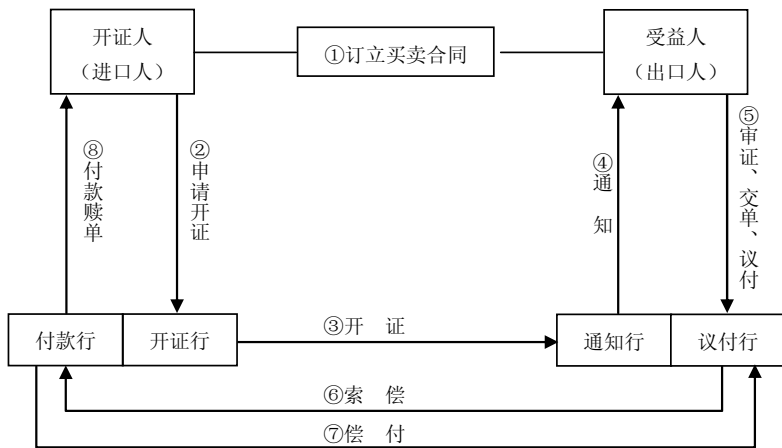 开证人
（进口人）
①订立买卖合同
受益人
（出口人）
⑧付款赎单
②申请开证
④通 知
⑤审证、交单、议付
付款行
开证行
③开 证
通知行
议付行
⑥索 偿
⑦偿 付